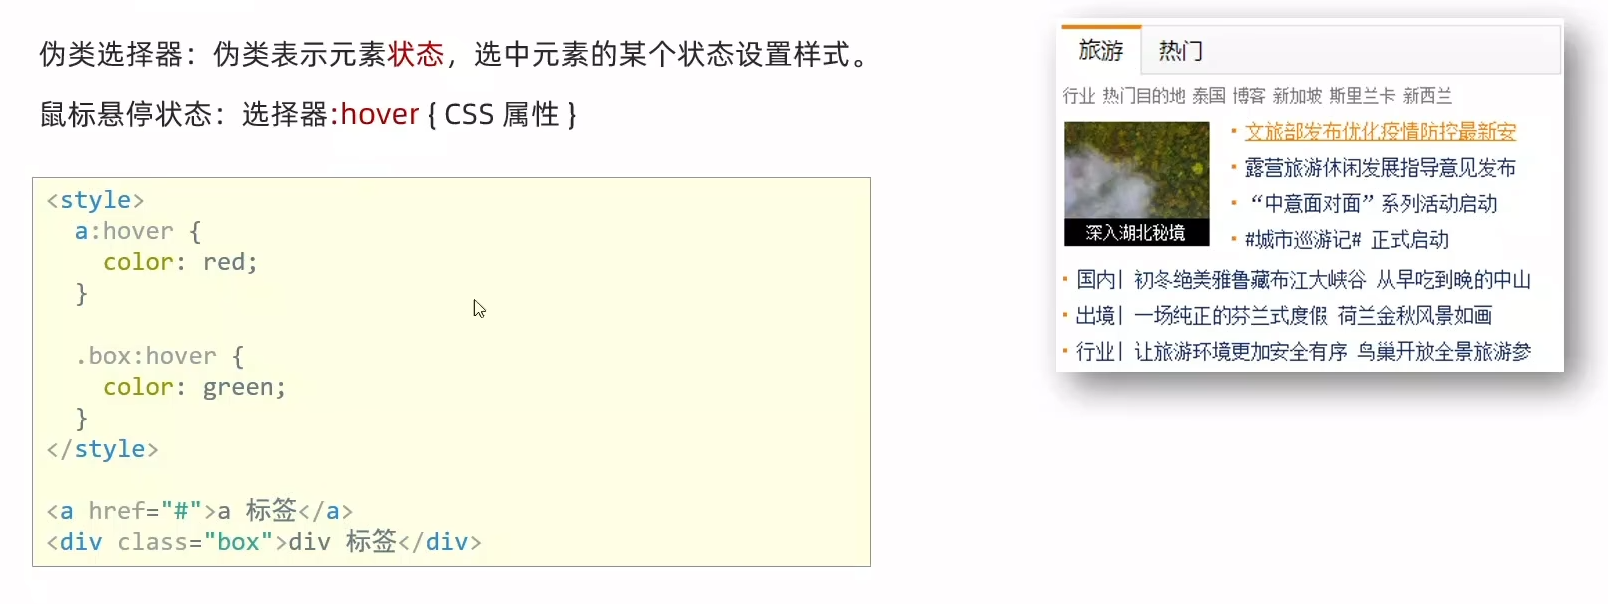 伪类选择器：伪类表示元素状态，选中元素的某个状态设置样式。
鼠标悬停状态：选择器:hover { CSS 属性 }
<style>
  a:hover {
    color: red;
  }

  .box:hover {
    color: green;
  }
</style>

<a href="#">a 标签</a>
<div class="box">div 标签</div>
旅游 热门
行业 热门目的地 泰国 博客 新加坡 斯里兰卡 新西兰
深入湖北秘境
文旅部发布优化疫情防控最新安
露营旅游休闲发展指导意见发布
“中意面对面”系列活动启动
#城市巡游记# 正式启动
国内| 初冬绝美雅鲁藏布江大峡谷 从早吃到晚的中山
出境| 一场纯正的芬兰式度假 荷兰金秋风景如画
行业| 让旅游环境更加安全有序 鸟巢开放全景旅游参